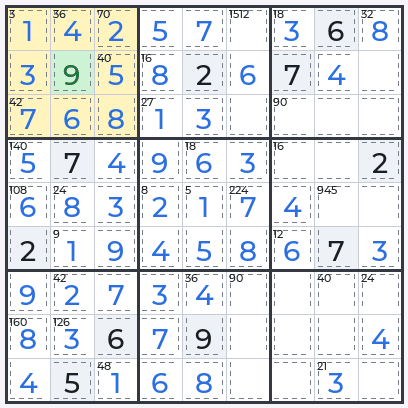 3 36 70 1512 18 32
1 4 2 5 7 3 6 8
40 16
3 9 5 8 2 6 7 4
42 27 90
7 6 8 1 3
140 18 16
5 7 4 9 6 3 2
108 24 8 5 224 945
6 8 3 2 1 7 4
9 12
2 1 9 4 5 8 6 7 3
42 36 90 40 24
9 2 7 3 4
160 126
8 3 6 7 9 4
48 21
4 5 1 6 8 3